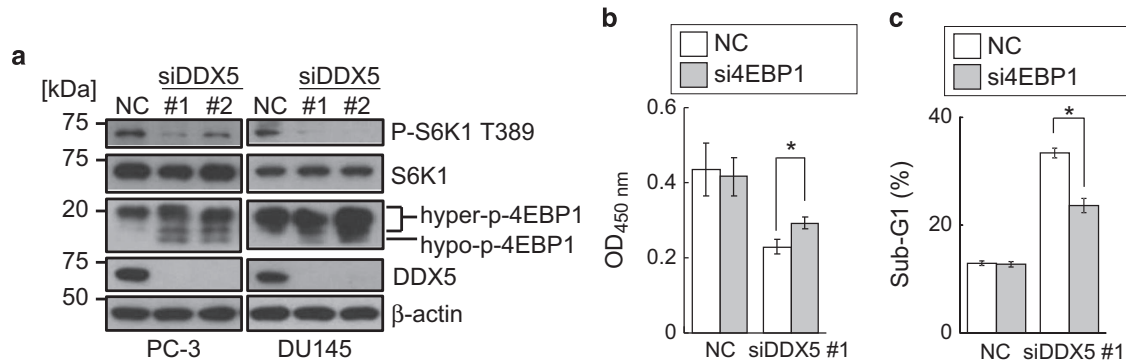 a
[kDa]
siDDX5
siDDX5
NC #1 #2
NC #1 #2
75
P-S6K1 T389
75
S6K1
20
hyper-p-4EBP1
hypo-p-4EBP1
75
DDX5
50
β-actin
PC-3
DU145
b
NC
si4EBP1
0.6
0.4
0.2
0
OD450 nm
*
NC
siDDX5 #1
c
NC
si4EBP1
40
20
0
Sub-G1 (%)
*
NC
siDDX5 #1